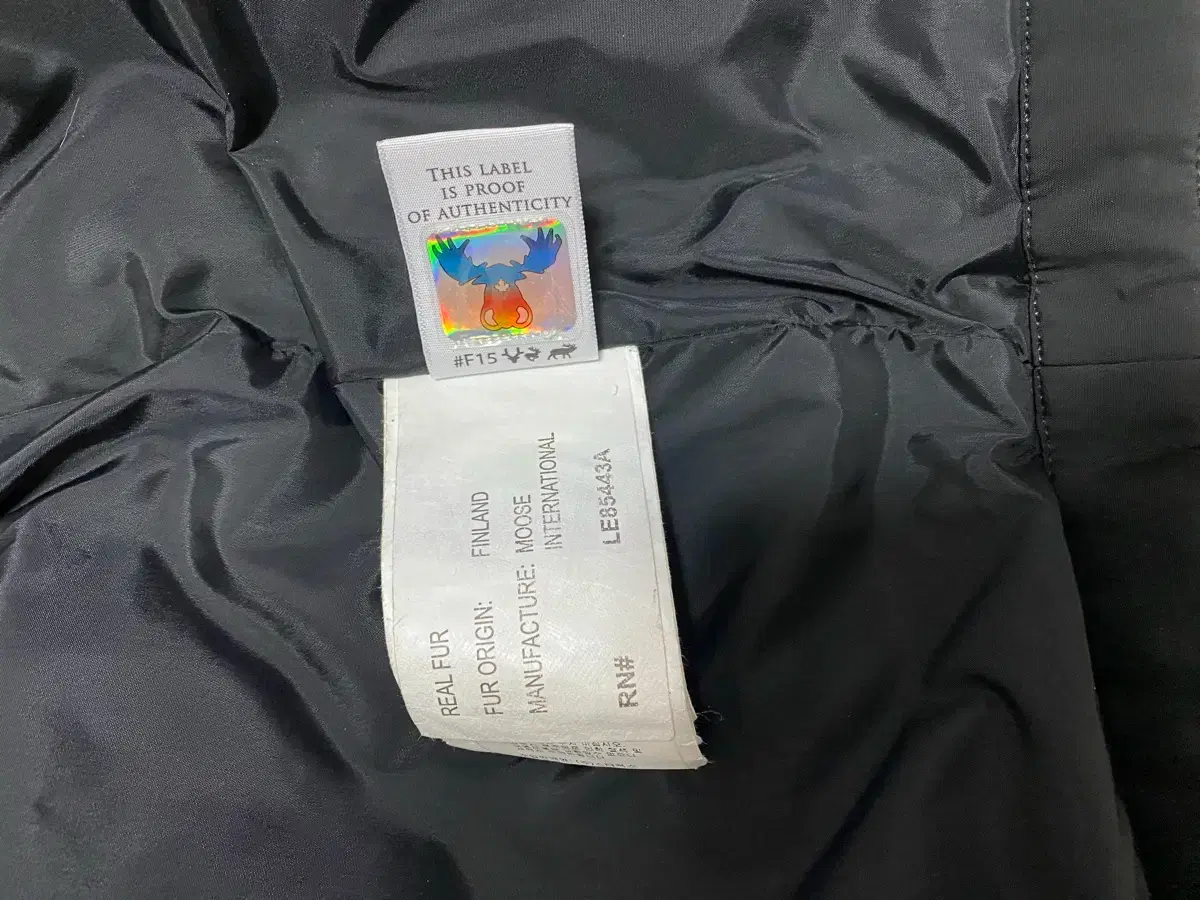 THIS LABEL
IS PROOF
OF AUTHENTICITY
#F15
REAL FUR
FUR ORIGIN: FINLAND
MANUFACTURE: MOOSE
INTERNATIONAL
RN# LE85443A